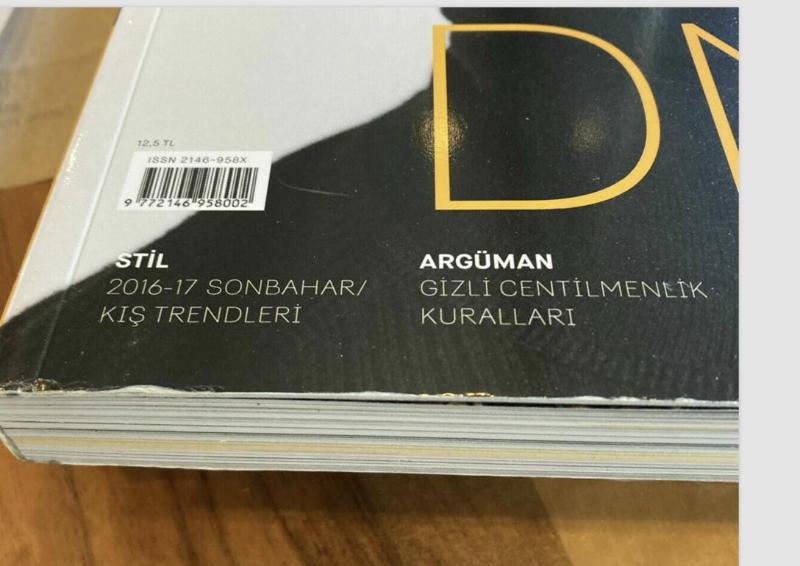 DN
12,5 TL
ISSN 2146-958X
9 772146 958002
STİL
2016-17 SONBAHAR/
KIŞ TRENDLERİ
ARGÜMAN
GİZLİ CENTİLMENLİK
KURALLARI